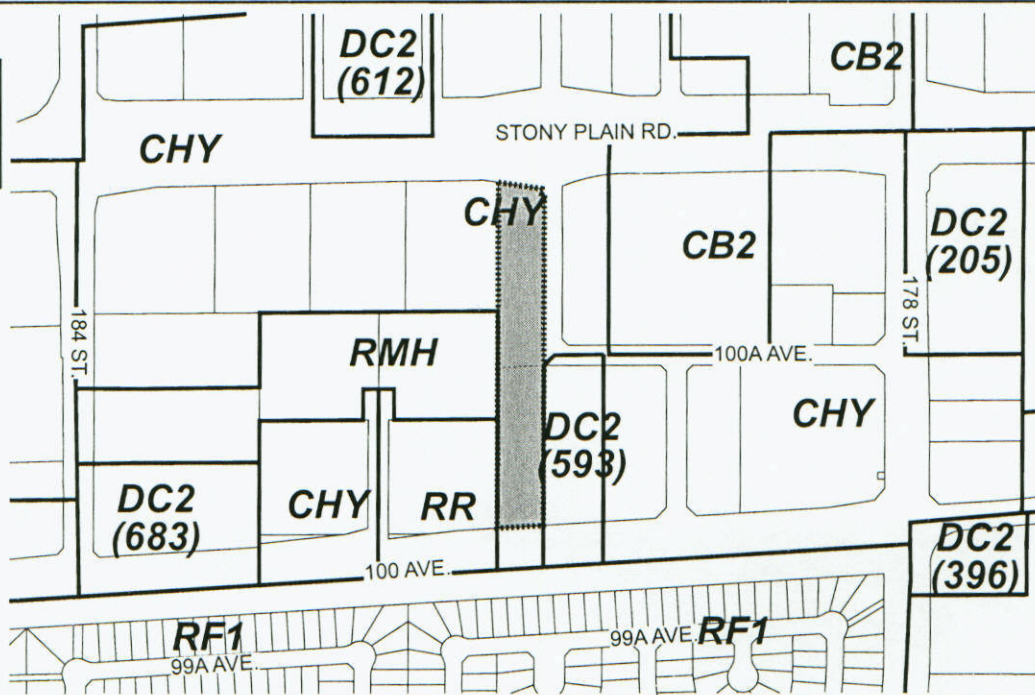 DC2
(612)
CB2
STONY PLAIN RD.
CHY
CHY
DC2
(205)
CB2
184 ST.
178 ST.
RMH
100A AVE.
CHY
DC2
(593)
DC2
(683)
CHY
RR
DC2
(396)
100 AVE.
RF1
99A AVE.
99A AVE.
RF1